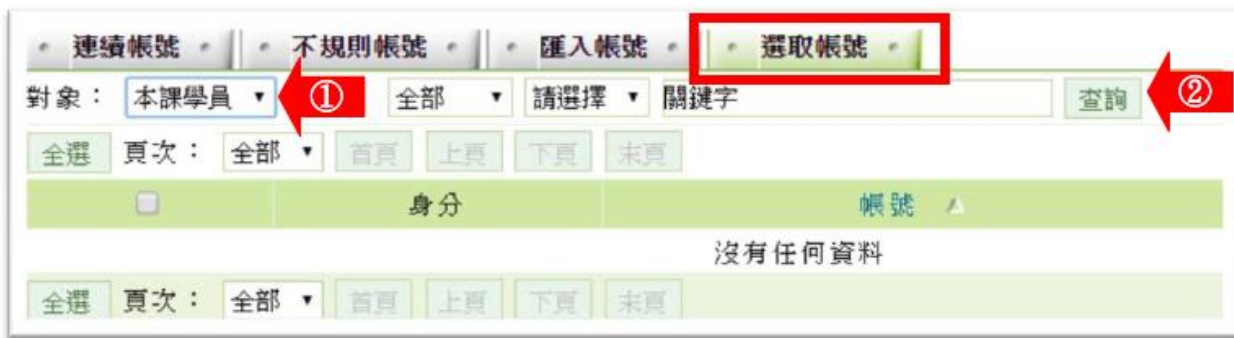 連續帳號 不規則帳號 匯入帳號 選取帳號
對象： 本課學員 ① 全部 請選擇 關鍵字 查詢 ②
全選 頁次： 全部 首頁 上頁 下頁 末頁
身分 帳號
沒有任何資料
全選 頁次： 全部 首頁 上頁 下頁 末頁